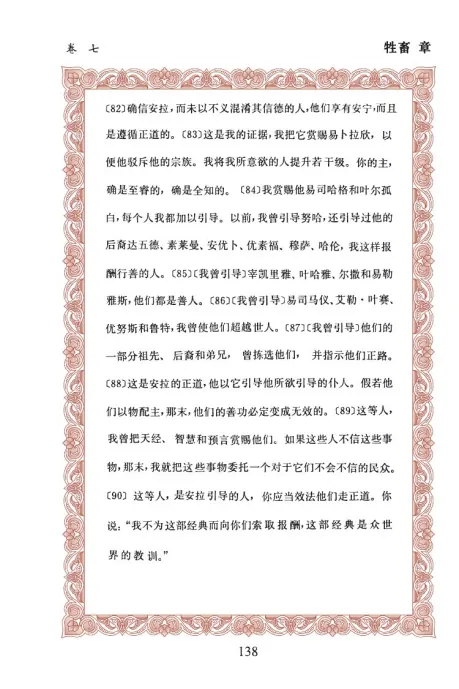 卷 七
牲畜 章
〔82〕确信安拉，而未以不义混淆其信德的人，他们享有安宁，而且
是遵循正道的。〔83〕这是我的证据，我把它赏赐易卜拉欣，以
便他驳斥他的宗族。我将我所意欲的人提升若干级。你的主，
确是至睿的，确是全知的。〔84〕我赏赐他易司哈格和叶尔孤
白，每个人我都加以引导。以前，我曾引导努哈，还引导过他的
后裔达五德、素莱曼、安优卜、优素福、穆萨、哈伦，我这样报
酬行善的人。〔85〕〔我曾引导〕宰凯里雅、叶哈雅、尔撒和易勒
雅斯，他们都是善人。〔86〕〔我曾引导〕易司马仪、艾勒·叶赛、
优努斯和鲁特，我曾使他们超越世人。〔87〕〔我曾引导〕他们的
一部分祖先、后裔和弟兄，曾拣选他们，并指示他们正路。
〔88〕这是安拉的正道，他以它引导他所欲引导的仆人。假若他
们以物配主，那末，他们的善功必定变成无效的。〔89〕这等人，
我曾把天经、智慧和预言赏赐他们。如果这些人不信这些事
物，那末，我就把这些事物委托一个对于它们不会不信的民众。
〔90〕这等人，是安拉引导的人，你应当效法他们走正道。你
说：“我不为这部经典而向你们索取报酬，这部经典是众世
界的教训。”
138